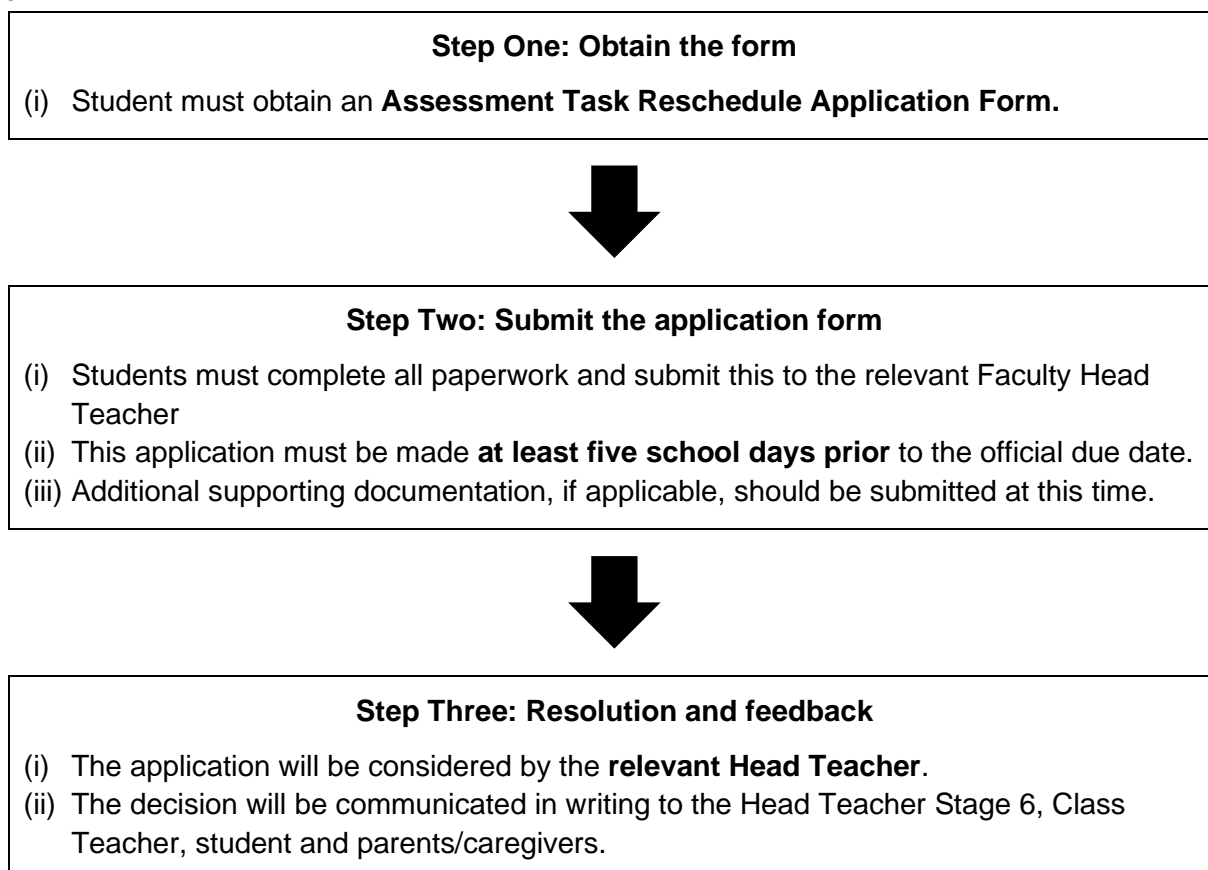 Step One: Obtain the form
(i) Student must obtain an Assessment Task Reschedule Application Form.
Step Two: Submit the application form
(i) Students must complete all paperwork and submit this to the relevant Faculty Head
Teacher
(ii) This application must be made at least five school days prior to the official due date.
(iii) Additional supporting documentation, if applicable, should be submitted at this time.
Step Three: Resolution and feedback
(i) The application will be considered by the relevant Head Teacher.
(ii) The decision will be communicated in writing to the Head Teacher Stage 6, Class
Teacher, student and parents/caregivers.